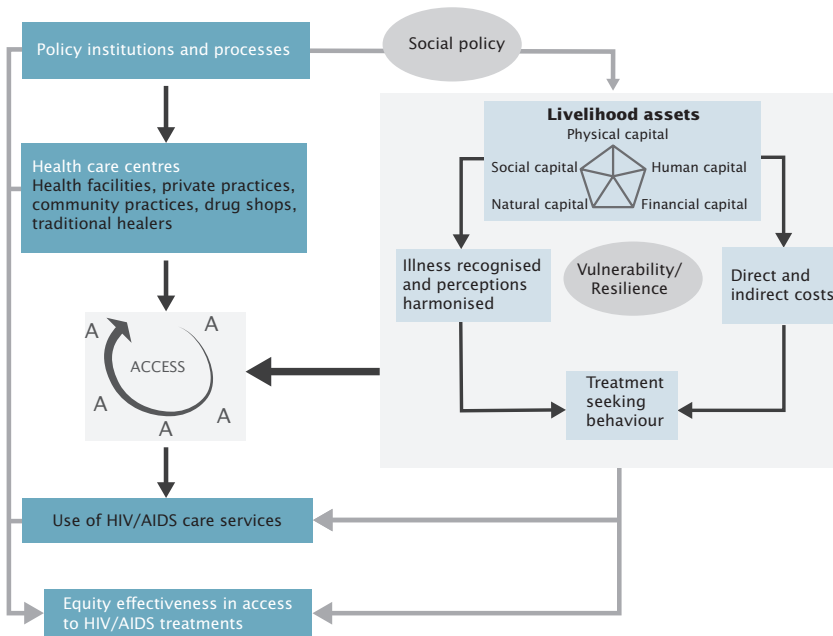 Policy institutions and processes
Social policy
Health care centres
Health facilities, private practices,
community practices, drug shops,
traditional healers
Livelihood assets
Physical capital
Social capital
Human capital
Natural capital
Financial capital
Illness recognised
and perceptions
harmonised
Vulnerability/
Resilience
Direct and
indirect costs
Treatment
seeking
behaviour
A
A
ACCESS
A
A
A
Use of HIV/AIDS care services
Equity effectiveness in access
to HIV/AIDS treatments